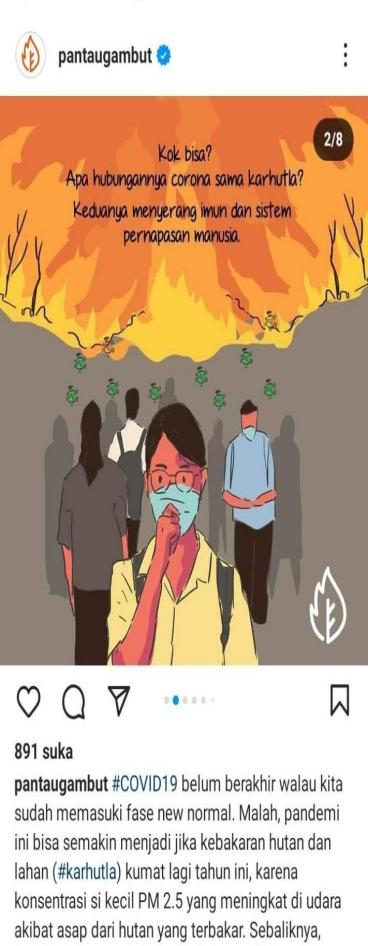 pantaugambut
2/8
Kok bisa?
Apa hubungannya corona sama karhutla?
Keduanya menyerang imun dan sistem
pernapasan manusia.
891 suka
pantaugambut #COVID19 belum berakhir walau kita
sudah memasuki fase new normal. Malah, pandemi
ini bisa semakin menjadi jika kebakaran hutan dan
lahan (#karhutla) kumat lagi tahun ini, karena
konsentrasi si kecil PM 2.5 yang meningkat di udara
akibat asap dari hutan yang terbakar. Sebaliknya,